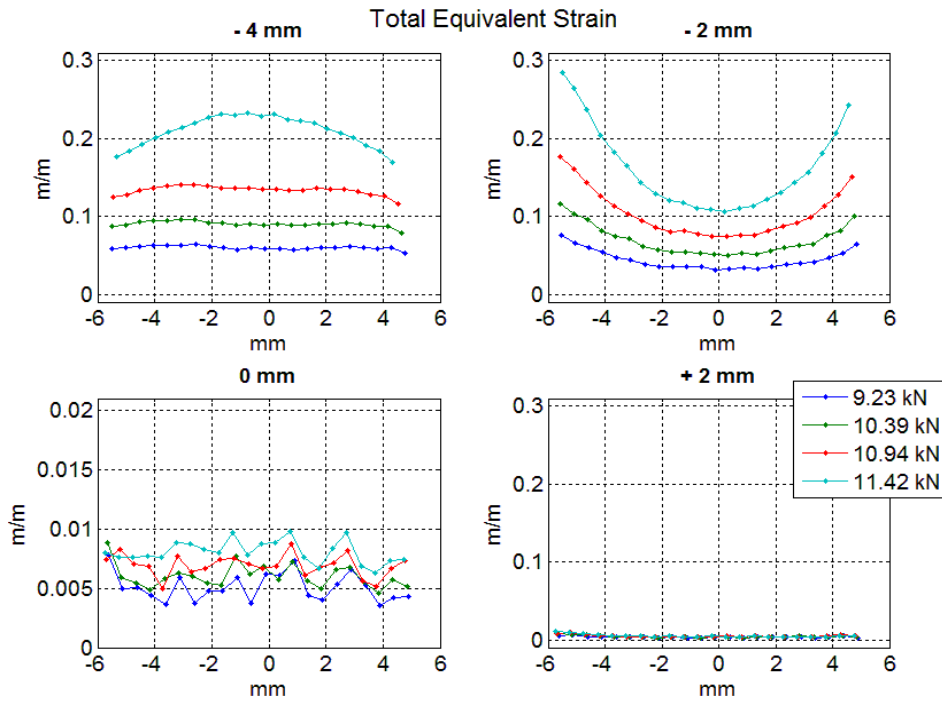 Total Equivalent Strain
- 4 mm
0.3
0.2
0.1
0
m/m
-6 -4 -2 0 2 4 6
mm
- 2 mm
0.3
0.2
0.1
0
m/m
-6 -4 -2 0 2 4 6
mm
0 mm
0.02
0.015
0.01
0.005
0
m/m
-6 -4 -2 0 2 4 6
mm
+ 2 mm
0.3
0.2
0.1
0
m/m
-6 -4 -2 0 2 4 6
mm
9.23 kN
10.39 kN
10.94 kN
11.42 kN